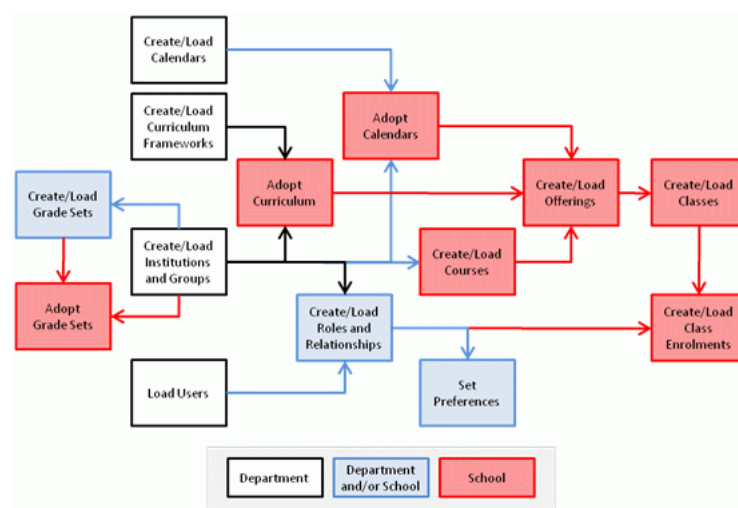 Create/Load
Calendars
Create/Load
Curriculum
Frameworks
Adopt
Calendars
Adopt
Curriculum
Create/Load
Offerings
Create/Load
Classes
Create/Load
Grade Sets
Create/Load
Institutions
and Groups
Create/Load
Courses
Adopt
Grade Sets
Create/Load
Roles and
Relationships
Create/Load
Class
Enrolments
Load Users
Set
Preferences
Department
Department
and/or School
School